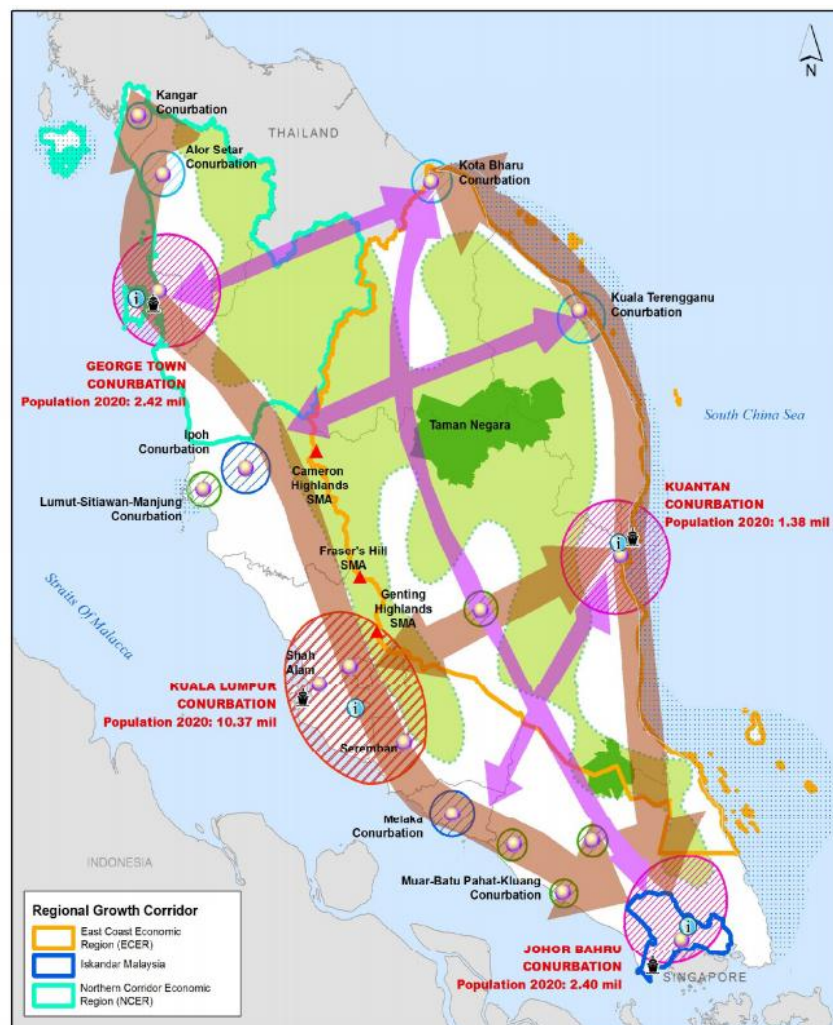 N
Kangar
Conurbation
THAILAND
Alor Setar
Conurbation
Kota Bharu
Conurbation
Kuala Terengganu
Conurbation
GEORGE TOWN
CONURBATION
Population 2020: 2.42 mil
Taman Negara
South China Sea
Ipoh
Conurbation
Cameron
Highlands
SMA
Lumut-Sitiawan-Manjung
Conurbation
KUANTAN
CONURBATION
Population 2020: 1.38 mil
Fraser's Hill
SMA
Genting
Highlands
SMA
Straits Of Malacca
Shah
Alam
KUALA LUMPUR
CONURBATION
Population 2020: 10.37 mil
Seremban
Melaka
Conurbation
INDONESIA
Muar-Batu Pahat-Kluang
Conurbation
JOHOR BAHRU
CONURBATION
Population 2020: 2.40 mil
SINGAPORE
Regional Growth Corridor
East Coast Economic
Region (ECER)
Iskandar Malaysia
Northern Corridor Economic
Region (NCER)
i
i
i
i